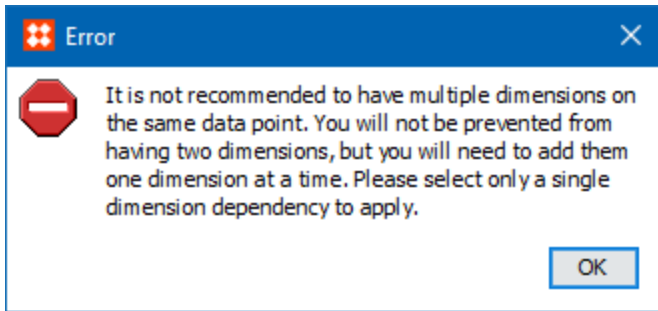 Error
It is not recommended to have multiple dimensions on
the same data point. You will not be prevented from
having two dimensions, but you will need to add them
one dimension at a time. Please select only a single
dimension dependency to apply.
OK